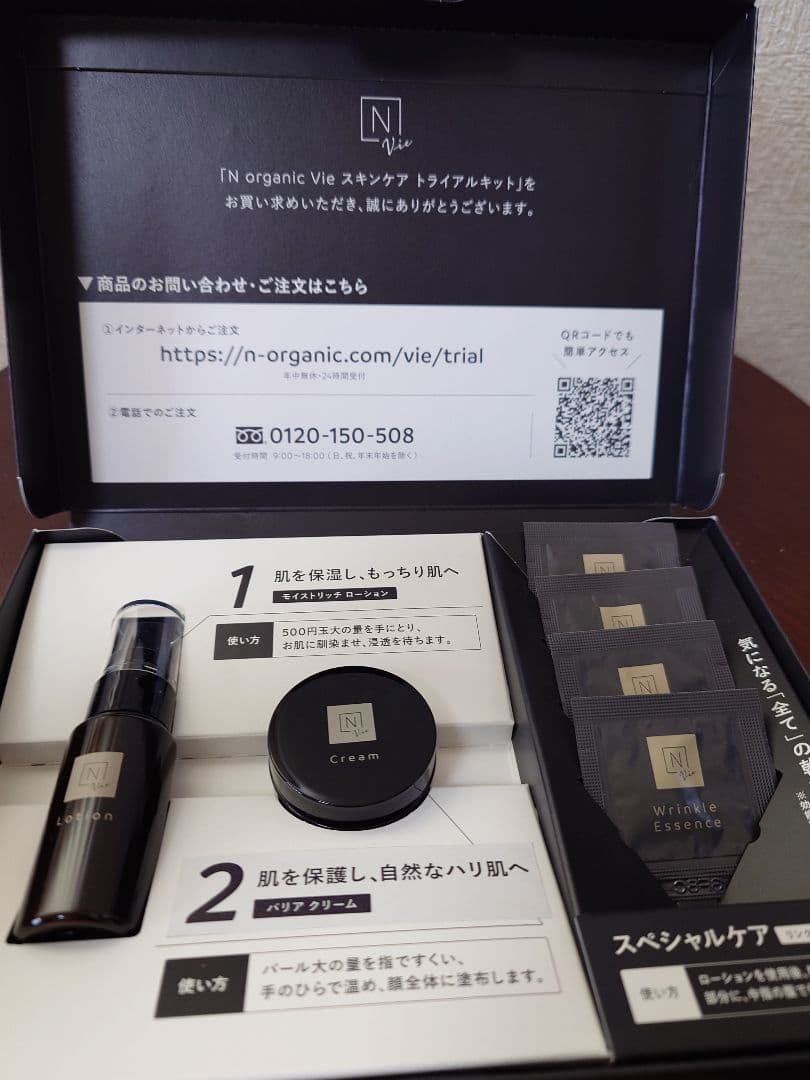 N
Vie
「N organic Vie スキンケア トライアルキット」を
お買い求めいただき、誠にありがとうございます。
▼商品のお問い合わせ・ご注文はこちら
①インターネットからご注文
https://n-organic.com/vie/trial
年中無休・24時間受付
②電話でのご注文
0120-150-508
受付時間 9:00〜18:00(日、祝、年末年始を除く)
QRコードでも
簡単アクセス
1
肌を保湿し、もっちり肌へ
モイストリッチ ローション
使い方
500円玉大の量を手にとり、
お肌に馴染ませ、浸透を待ちます。
N
Vie
Lotion
N
Vie
Cream
2
肌を保護し、自然なハリ肌へ
バリア クリーム
使い方
パール大の量を指ですくい、
手のひらで温め、顔全体に塗布します。
N
N
N
N
Vie
Wrinkle
Essence
気になる「全て」の乾
スペシャルケア
使い方
ローションを使用後、